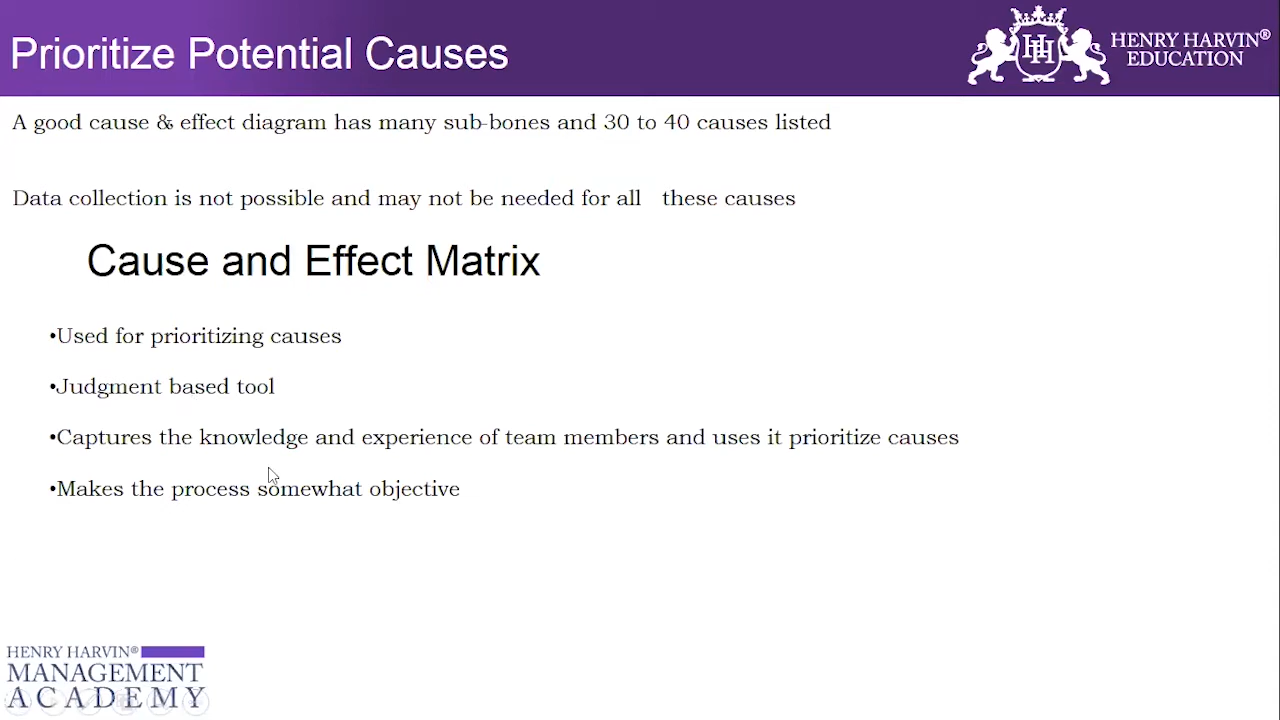 Prioritize Potential Causes
HENRY HARVIN®
EDUCATION
A good cause & effect diagram has many sub-bones and 30 to 40 causes listed
Data collection is not possible and may not be needed for all these causes
Cause and Effect Matrix
•Used for prioritizing causes
•Judgment based tool
•Captures the knowledge and experience of team members and uses it prioritize causes
•Makes the process somewhat objective
HENRY HARVIN®
MANAGEMENT
ACADEMY